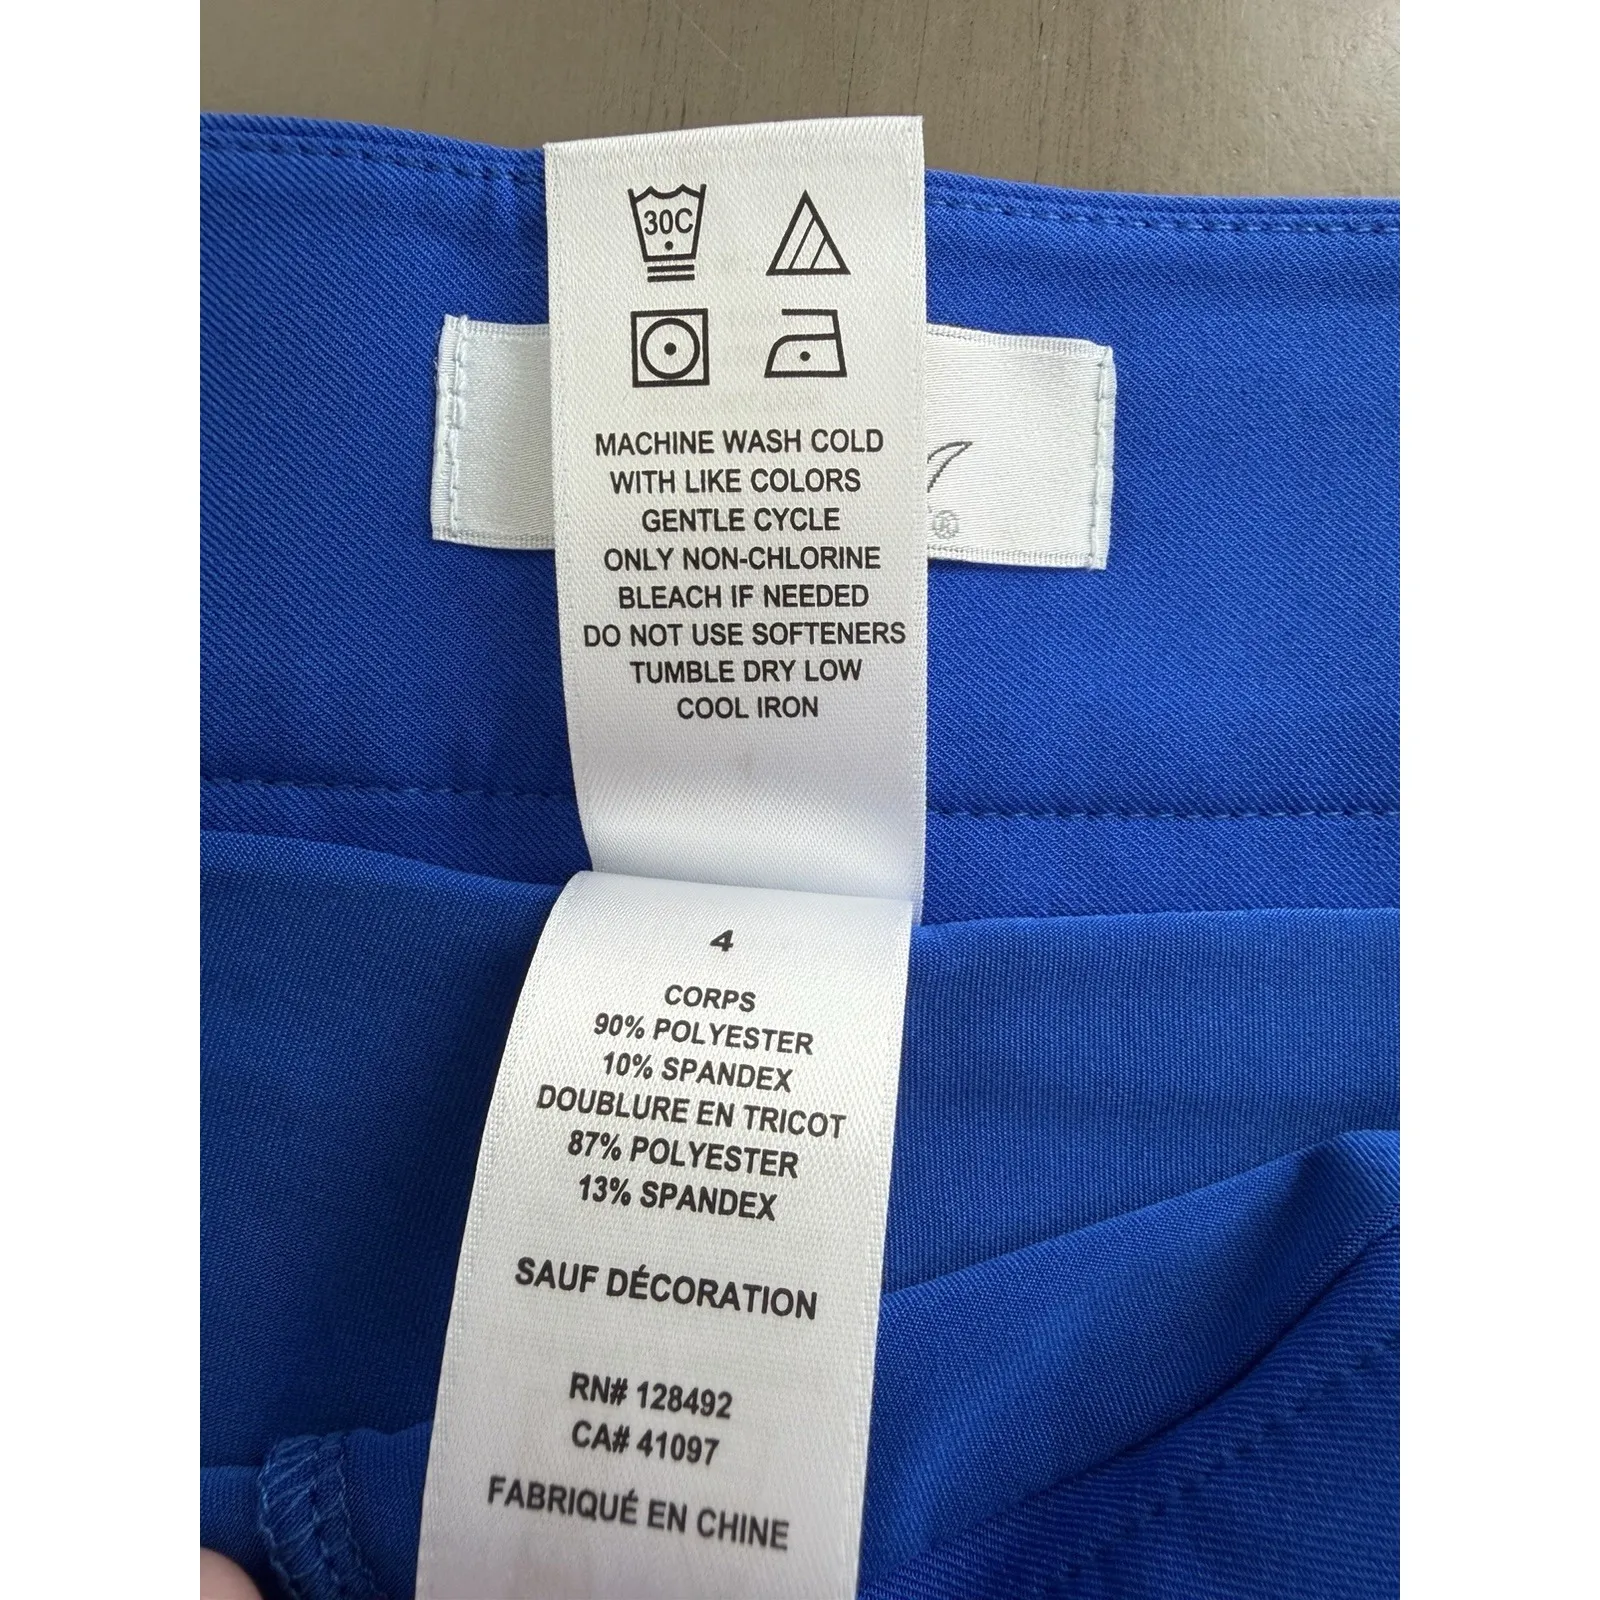 30C
MACHINE WASH COLD
WITH LIKE COLORS
GENTLE CYCLE
ONLY NON-CHLORINE
BLEACH IF NEEDED
DO NOT USE SOFTENERS
TUMBLE DRY LOW
COOL IRON
®
4
CORPS
90% POLYESTER
10% SPANDEX
DOUBLURE EN TRICOT
87% POLYESTER
13% SPANDEX
SAUF DÉCORATION
RN# 128492
CA# 41097
FABRIQUÉ EN CHINE